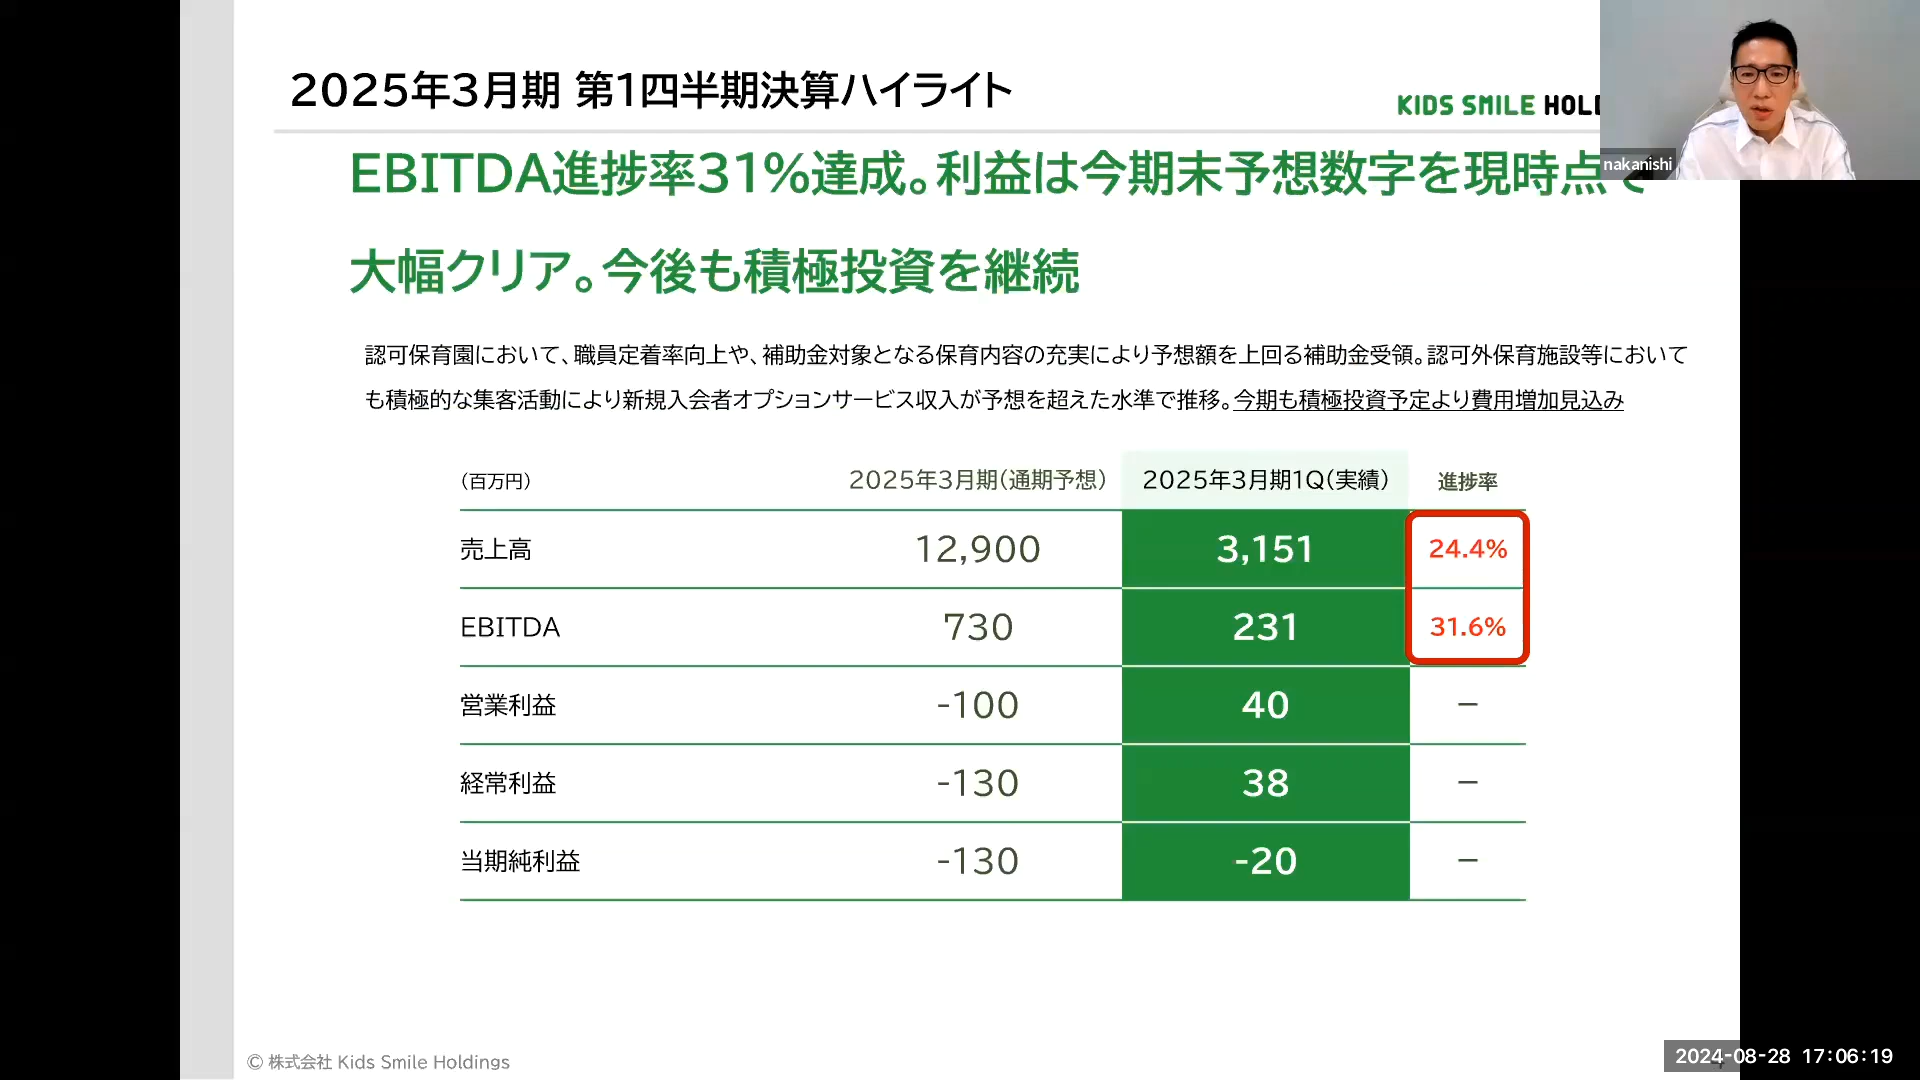 2025年3月期 第1四半期決算ハイライト
KIDS SMILE
nakanishi
EBITDA進捗率31%達成。利益は今期末予想数字を現時点で
大幅クリア。今後も積極投資を継続
認可保育園において、職員定着率向上や、補助金対象となる保育内容の充実により予想額を上回る補助金受領。認可外保育施設等において
も積極的な集客活動により新規入会者オプションサービス収入が予想を超えた水準で推移。今期も積極投資予定より費用増加見込み
(百万円) 2025年3月期(通期予想) 2025年3月期1Q(実績) 進捗率
売上高 12,900 3,151 24.4%
EBITDA 730 231 31.6%
営業利益 -100 40 –
経常利益 -130 38 –
当期純利益 -130 -20 –
© 株式会社 Kids Smile Holdings
2024-08-28 17:06:19